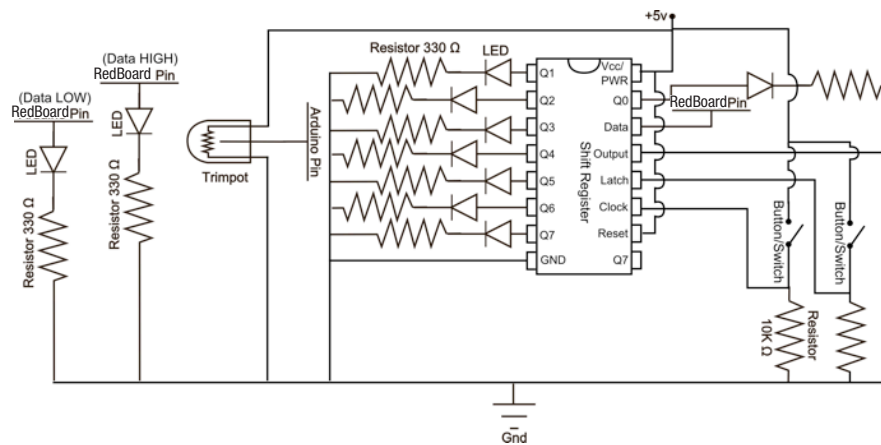 +5v
(Data HIGH)
RedBoard Pin
(Data LOW)
RedBoard Pin
LED
LED
Resistor 330 Ω
Resistor 330 Ω
Trimpot
Arduino Pin
Resistor 330 Ω
LED
Q1
Q2
Q3
Q4
Q5
Q6
Q7
GND
Shift Register
Vcc/
PWR
Q0
Data
Output
Latch
Clock
Reset
Q7
RedBoard Pin
Button/Switch
Button/Switch
Resistor
10K Ω
Gnd